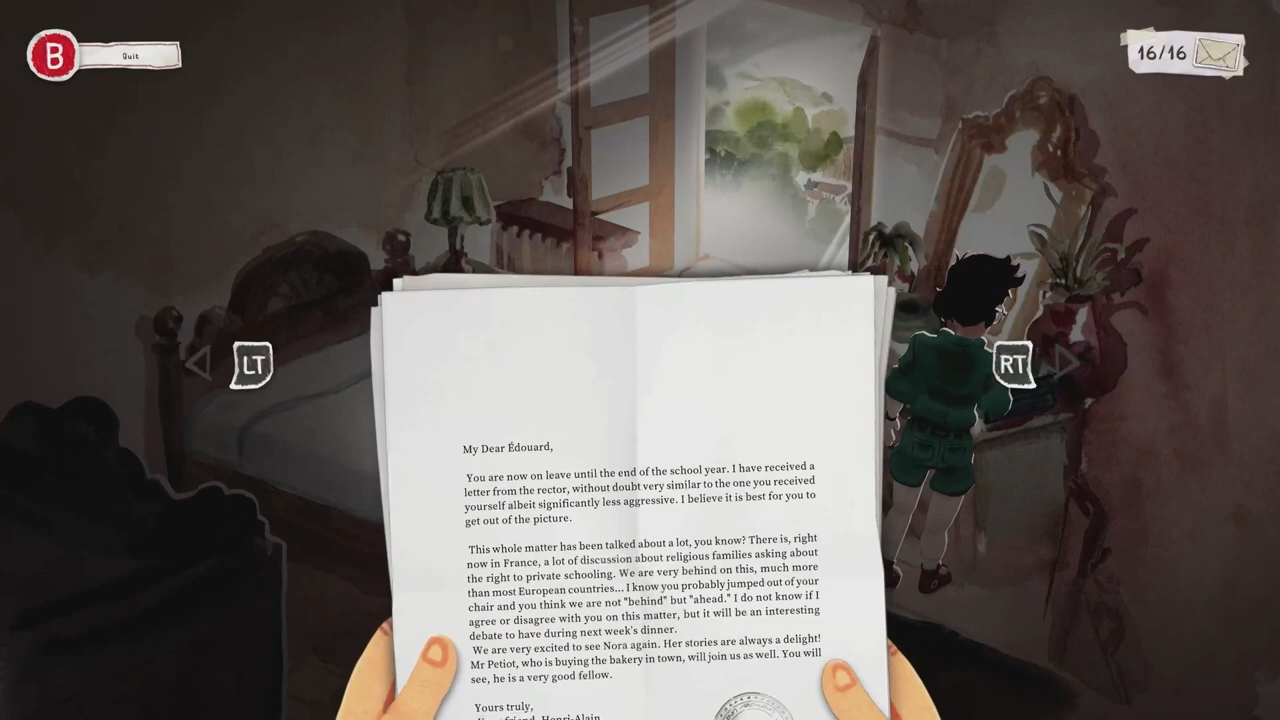 B
Quit
16/16
LT
RT
My Dear Édouard,
You are now on leave until the end of the school year. I have received a
letter from the rector, without doubt very similar to the one you received
yourself albeit significantly less aggressive. I believe it is best for you to
get out of the picture.
This whole matter has been talked about a lot, you know? There is, right
now in France, a lot of discussion about religious families asking about
the right to private schooling. We are very behind on this, much more
than most European countries... I know you probably jumped out of your
chair and you think we are not "behind" but "ahead." I do not know if I
agree or disagree with you on this matter, but it will be an interesting
debate to have during next week's dinner.
We are very excited to see Nora again. Her stories are always a delight!
Mr Petiot, who is buying the bakery in town, will join us as well. You will
see, he is a very good fellow.
Yours truly,
friend, Henri-Alain